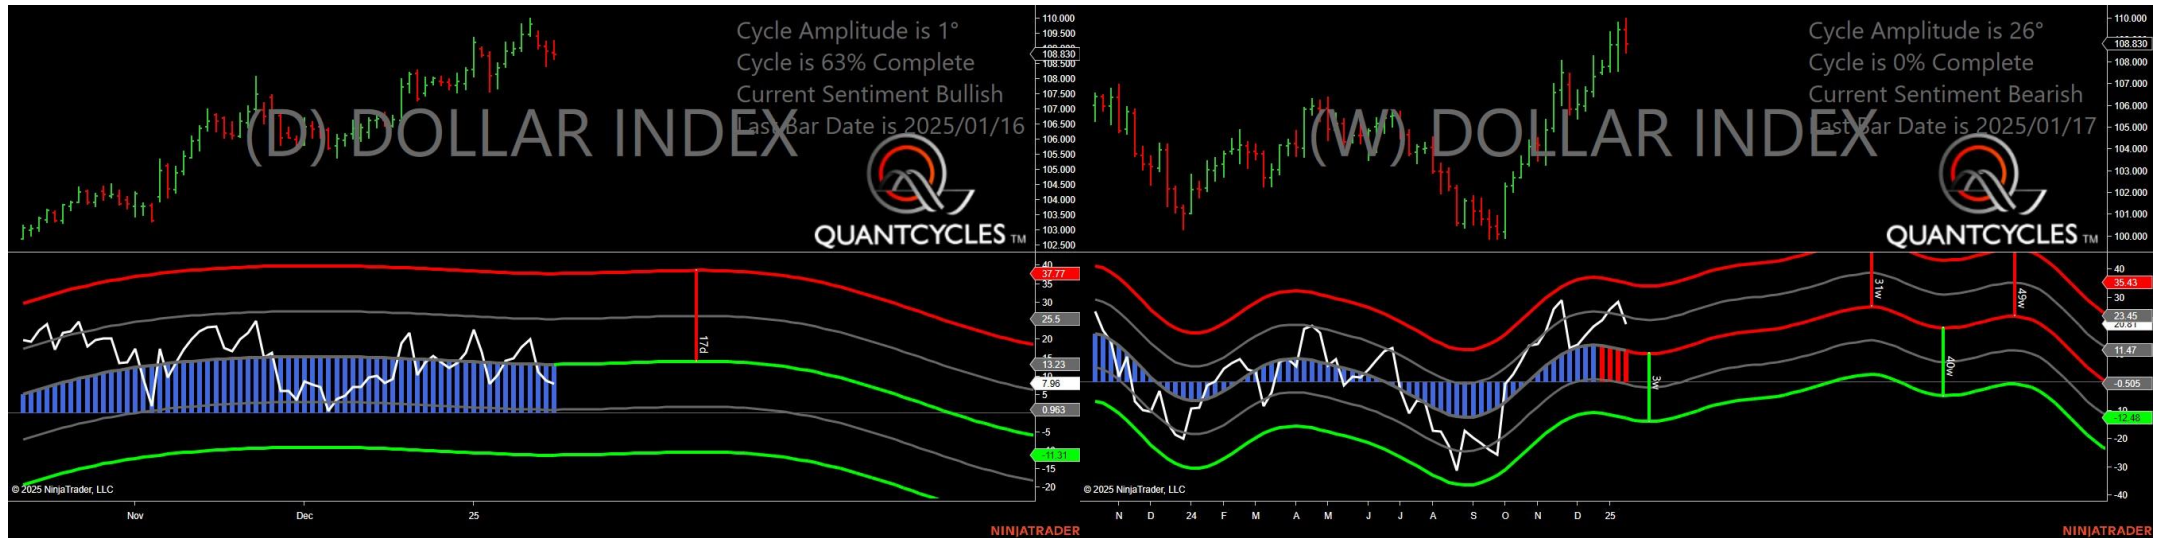 Cycle Amplitude is 1°
Cycle is 63% Complete
Current Sentiment Bullish
Last Bar Date is 2025/01/16
(D) DOLLAR INDEX
QUANTCYCLES TM
110.000
109.500
108.830
108.500
108.000
107.500
107.000
106.500
106.000
105.500
105.000
104.500
104.000
103.500
103.000
102.500
40
37.77
35
30
25.5
20
15
13.23
10
7.96
5
0.963
-5
-11.31
-15
-20
17d
© 2025 NinjaTrader, LLC
Nov Dec 25
NINJATRADER
Cycle Amplitude is 26°
Cycle is 0% Complete
Current Sentiment Bearish
Last Bar Date is 2025/01/17
(W) DOLLAR INDEX
QUANTCYCLES TM
110.000
108.830
108.000
107.000
106.000
105.000
104.000
103.000
102.000
101.000
100.000
40
35.43
30
23.45
20.81
11.47
-0.505
-10
-12.48
-20
-30
-40
3w
31w
40w
49w
© 2025 NinjaTrader, LLC
N D 24 F M A M J J A S O N D 25
NINJATRADER